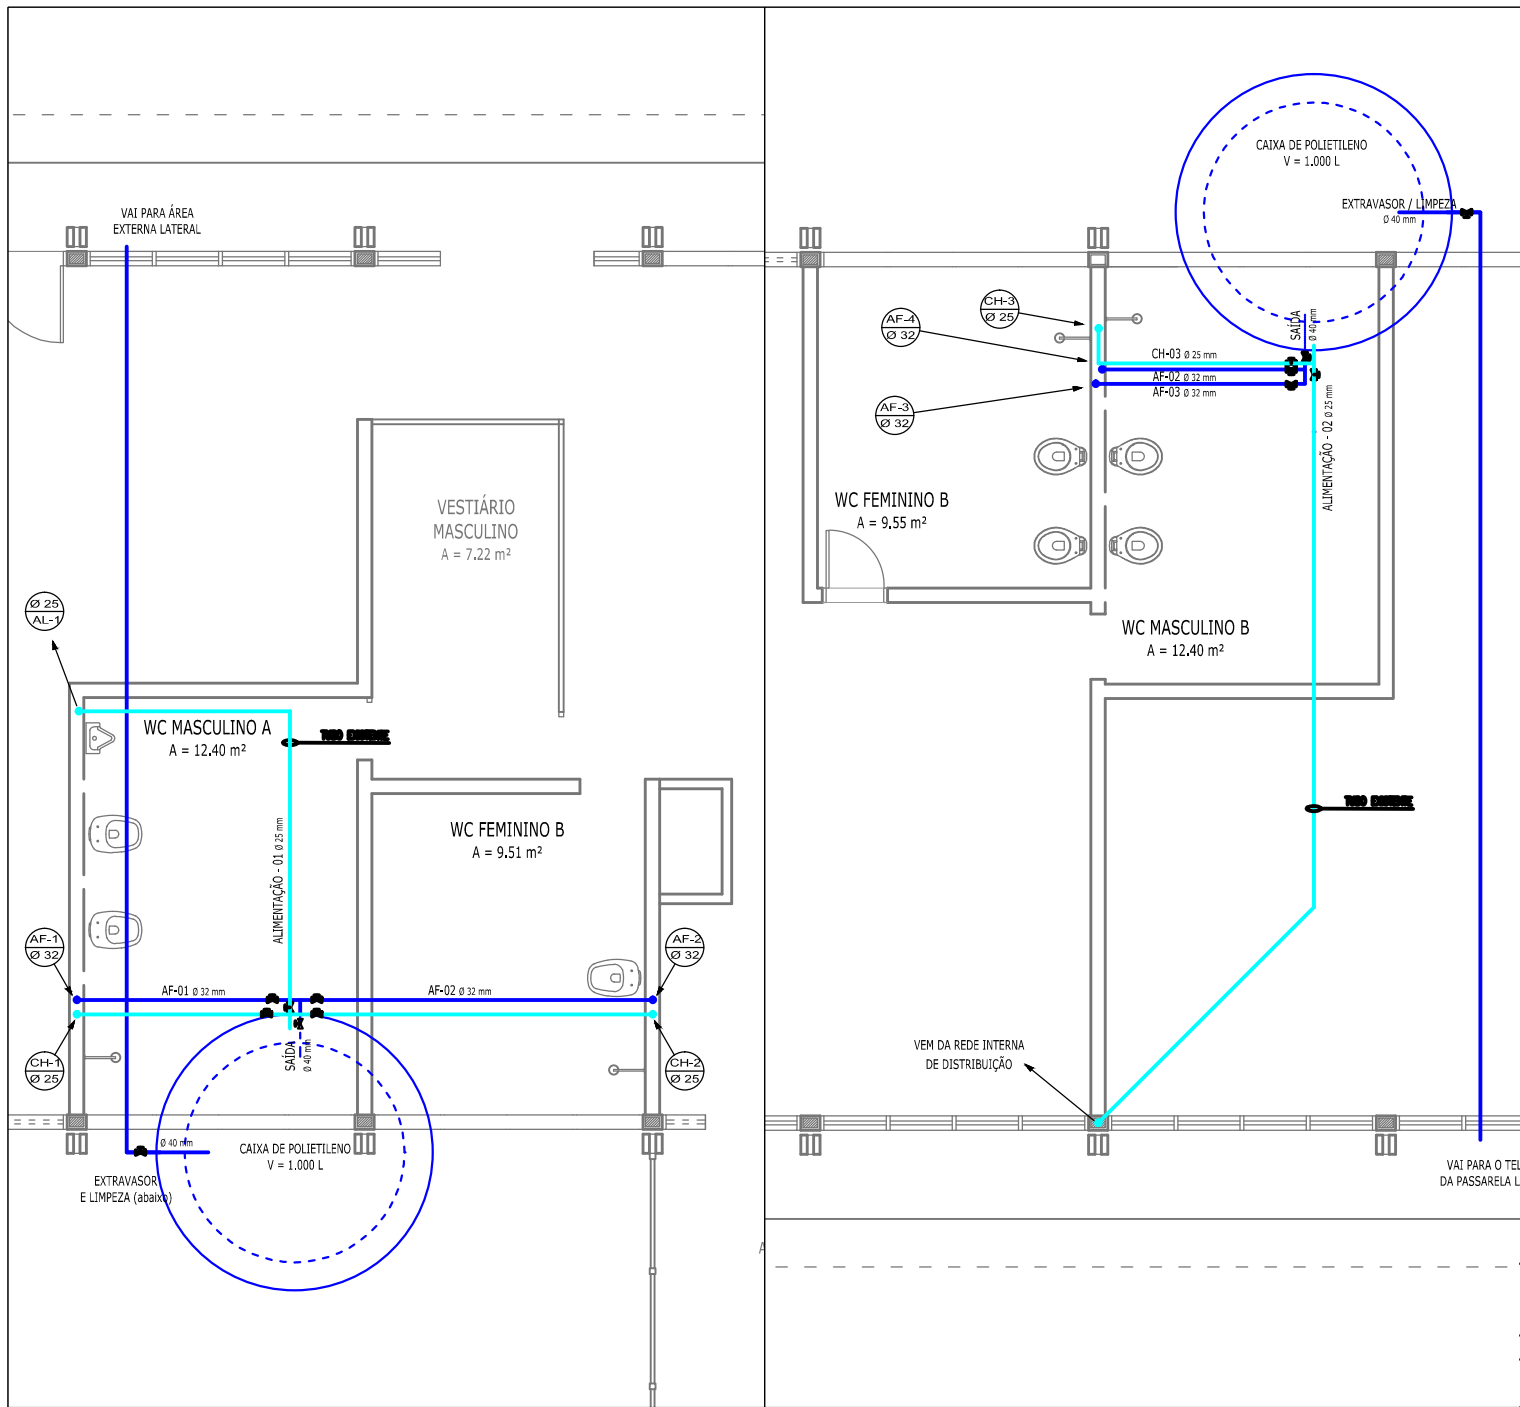 VAI PARA ÁREA
EXTERNA LATERAL
VESTIÁRIO
MASCULINO
A = 7.22 m²
Ø 25
AL-1
WC MASCULINO A
A = 12.40 m²
WC FEMININO B
A = 9.51 m²
ALIMENTAÇÃO - 01 Ø 25 mm
AF-1
Ø 32
AF-2
Ø 32
AF-01 Ø 32 mm
AF-02 Ø 32 mm
CH-1
Ø 25
CH-2
Ø 25
SAÍDA
Ø 40 mm
Ø 40 mm
CAIXA DE POLIETILENO
V = 1.000 L
EXTRAVASOR
E LIMPEZA (abaixo)
CAIXA DE POLIETILENO
V = 1.000 L
EXTRAVASOR / LIMPEZA
Ø 40 mm
CH-3
Ø 25
AF-4
Ø 32
SAÍDA
Ø 40 mm
CH-03 Ø 25 mm
AF-02 Ø 32 mm
AF-03 Ø 32 mm
AF-3
Ø 32
ALIMENTAÇÃO - 02 Ø 25 mm
WC FEMININO B
A = 9.55 m²
WC MASCULINO B
A = 12.40 m²
VEM DA REDE INTERNA
DE DISTRIBUIÇÃO
VAI PARA O TEL
DA PASSARELA L